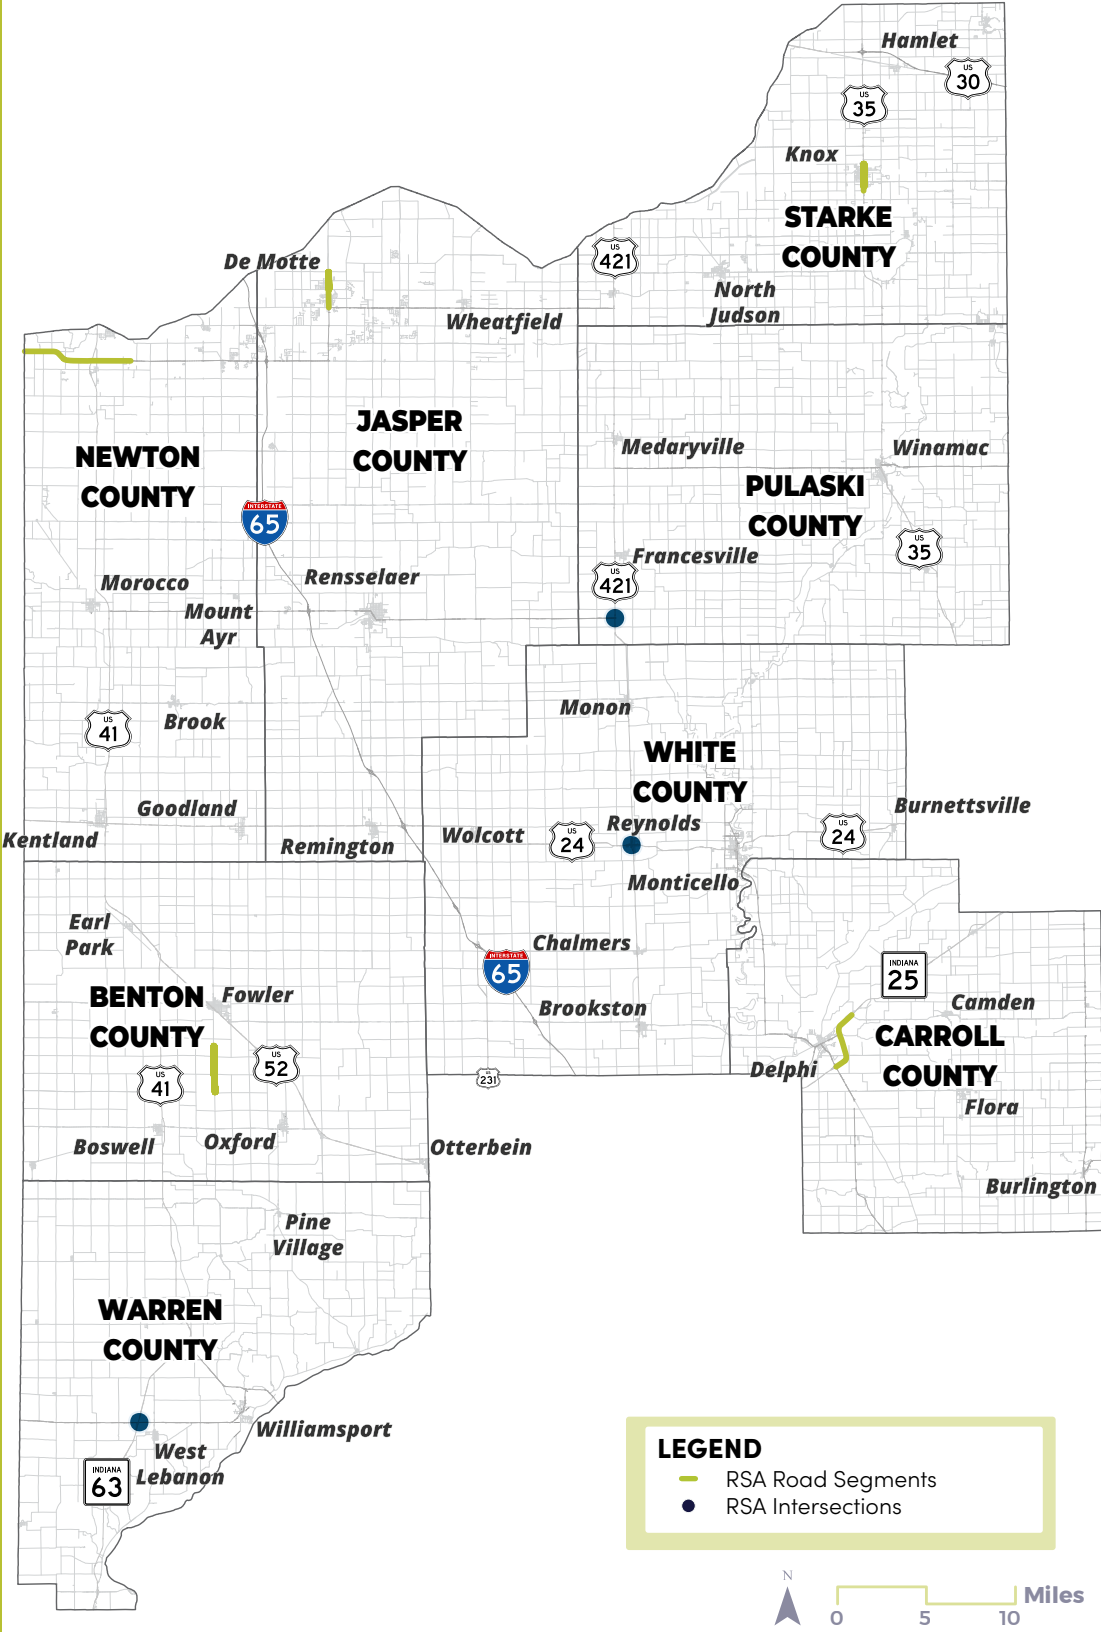 Hamlet
US
30
US
35
Knox
STARKE
COUNTY
US
421
De Motte
North
Judson
Wheatfield
JASPER
COUNTY
NEWTON
COUNTY
Medaryville
Winamac
PULASKI
COUNTY
INTERSTATE
65
US
35
Francesville
US
421
Morocco
Rensselaer
Mount
Ayr
Monon
US
41
Brook
WHITE
COUNTY
Goodland
Burnettsville
Kentland
Remington
Wolcott
US
24
Reynolds
US
24
Monticello
Earl
Park
Chalmers
INTERSTATE
65
INDIANA
25
BENTON
COUNTY
Fowler
Brookston
Camden
CARROLL
COUNTY
US
41
US
52
US
231
Delphi
Flora
Boswell
Oxford
Otterbein
Burlington
Pine
Village
WARREN
COUNTY
Williamsport
West
Lebanon
INDIANA
63
LEGEND
RSA Road Segments
RSA Intersections
N
Miles
0
5
10